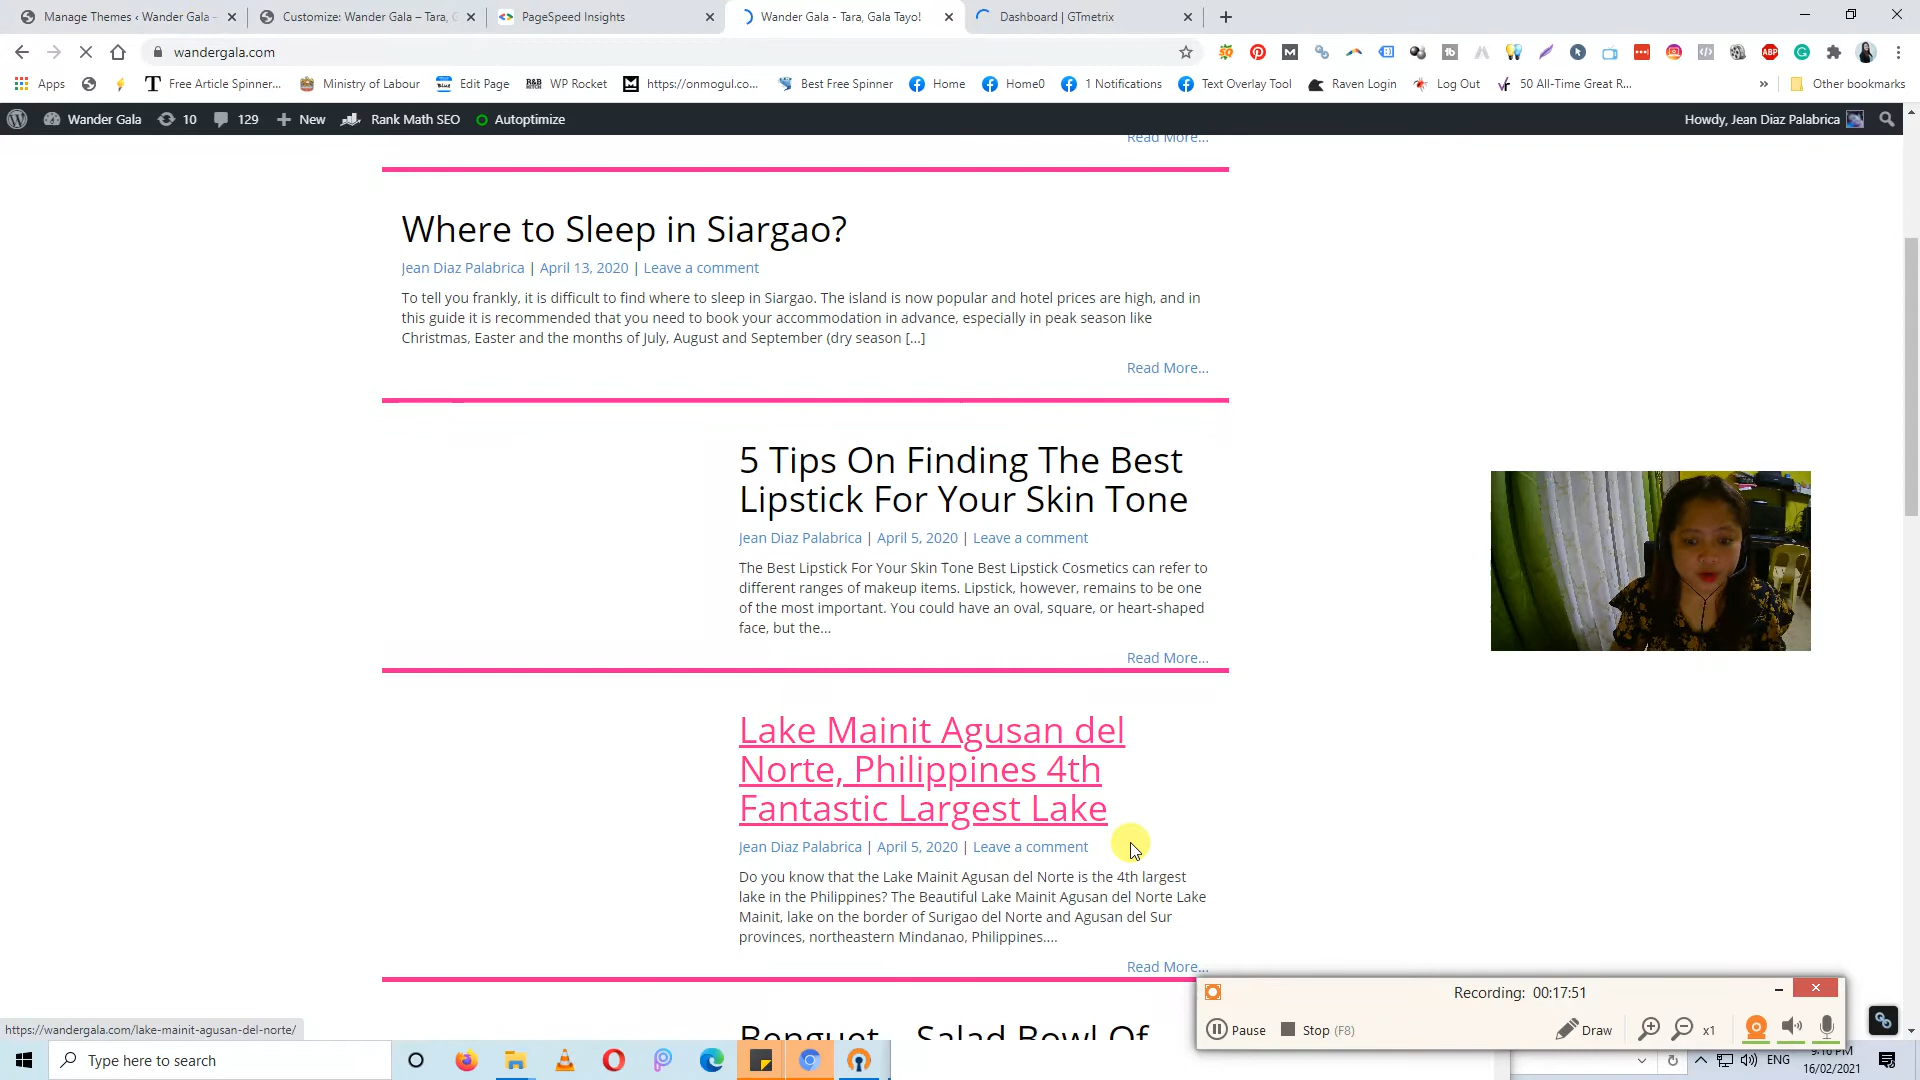 Manage Themes ‹ Wander Gala -
Customize: Wander Gala – Tara, G
PageSpeed Insights
Wander Gala - Tara, Gala Tayo!
Dashboard | GTmetrix
wandergala.com
Apps
Free Article Spinner...
Ministry of Labour
Edit Page
WP Rocket
https://onmogul.co...
Best Free Spinner
Home
Home0
1 Notifications
Text Overlay Tool
Raven Login
Log Out
50 All-Time Great R...
Other bookmarks
Wander Gala
10
129
New
Rank Math SEO
Autoptimize
Howdy, Jean Diaz Palabrica
Read More...
Where to Sleep in Siargao?
Jean Diaz Palabrica | April 13, 2020 | Leave a comment
To tell you frankly, it is difficult to find where to sleep in Siargao. The island is now popular and hotel prices are high, and in
this guide it is recommended that you need to book your accommodation in advance, especially in peak season like
Christmas, Easter and the months of July, August and September (dry season [...]
Read More...
5 Tips On Finding The Best
Lipstick For Your Skin Tone
Jean Diaz Palabrica | April 5, 2020 | Leave a comment
The Best Lipstick For Your Skin Tone Best Lipstick Cosmetics can refer to
different ranges of makeup items. Lipstick, however, remains to be one
of the most important. You could have an oval, square, or heart-shaped
face, but the...
Read More...
Lake Mainit Agusan del
Norte, Philippines 4th
Fantastic Largest Lake
Jean Diaz Palabrica | April 5, 2020 | Leave a comment
Do you know that the Lake Mainit Agusan del Norte is the 4th largest
lake in the Philippines? The Beautiful Lake Mainit Agusan del Norte Lake
Mainit, lake on the border of Surigao del Norte and Agusan del Sur
provinces, northeastern Mindanao, Philippines....
Read More...
Benguet – Salad Bowl Of
Recording: 00:17:51
Pause
Stop (F8)
Draw
x1
https://wandergala.com/lake-mainit-agusan-del-norte/
Type here to search
ENG
9:16 PM
16/02/2021